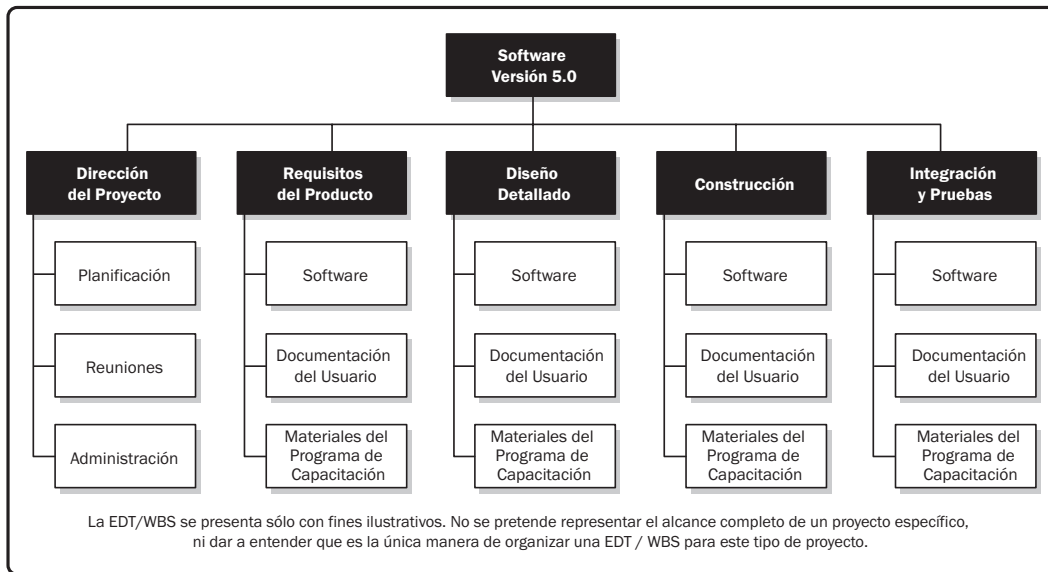 Software
Versión 5.0
Dirección
del Proyecto
Requisitos
del Producto
Diseño
Detallado
Construcción
Integración
y Pruebas
Planificación
Software
Software
Software
Software
Reuniones
Documentación
del Usuario
Documentación
del Usuario
Documentación
del Usuario
Documentación
del Usuario
Administración
Materiales del
Programa de
Capacitación
Materiales del
Programa de
Capacitación
Materiales del
Programa de
Capacitación
Materiales del
Programa de
Capacitación
La EDT/WBS se presenta sólo con fines ilustrativos. No se pretende representar el alcance completo de un proyecto específico,
ni dar a entender que es la única manera de organizar una EDT / WBS para este tipo de proyecto.